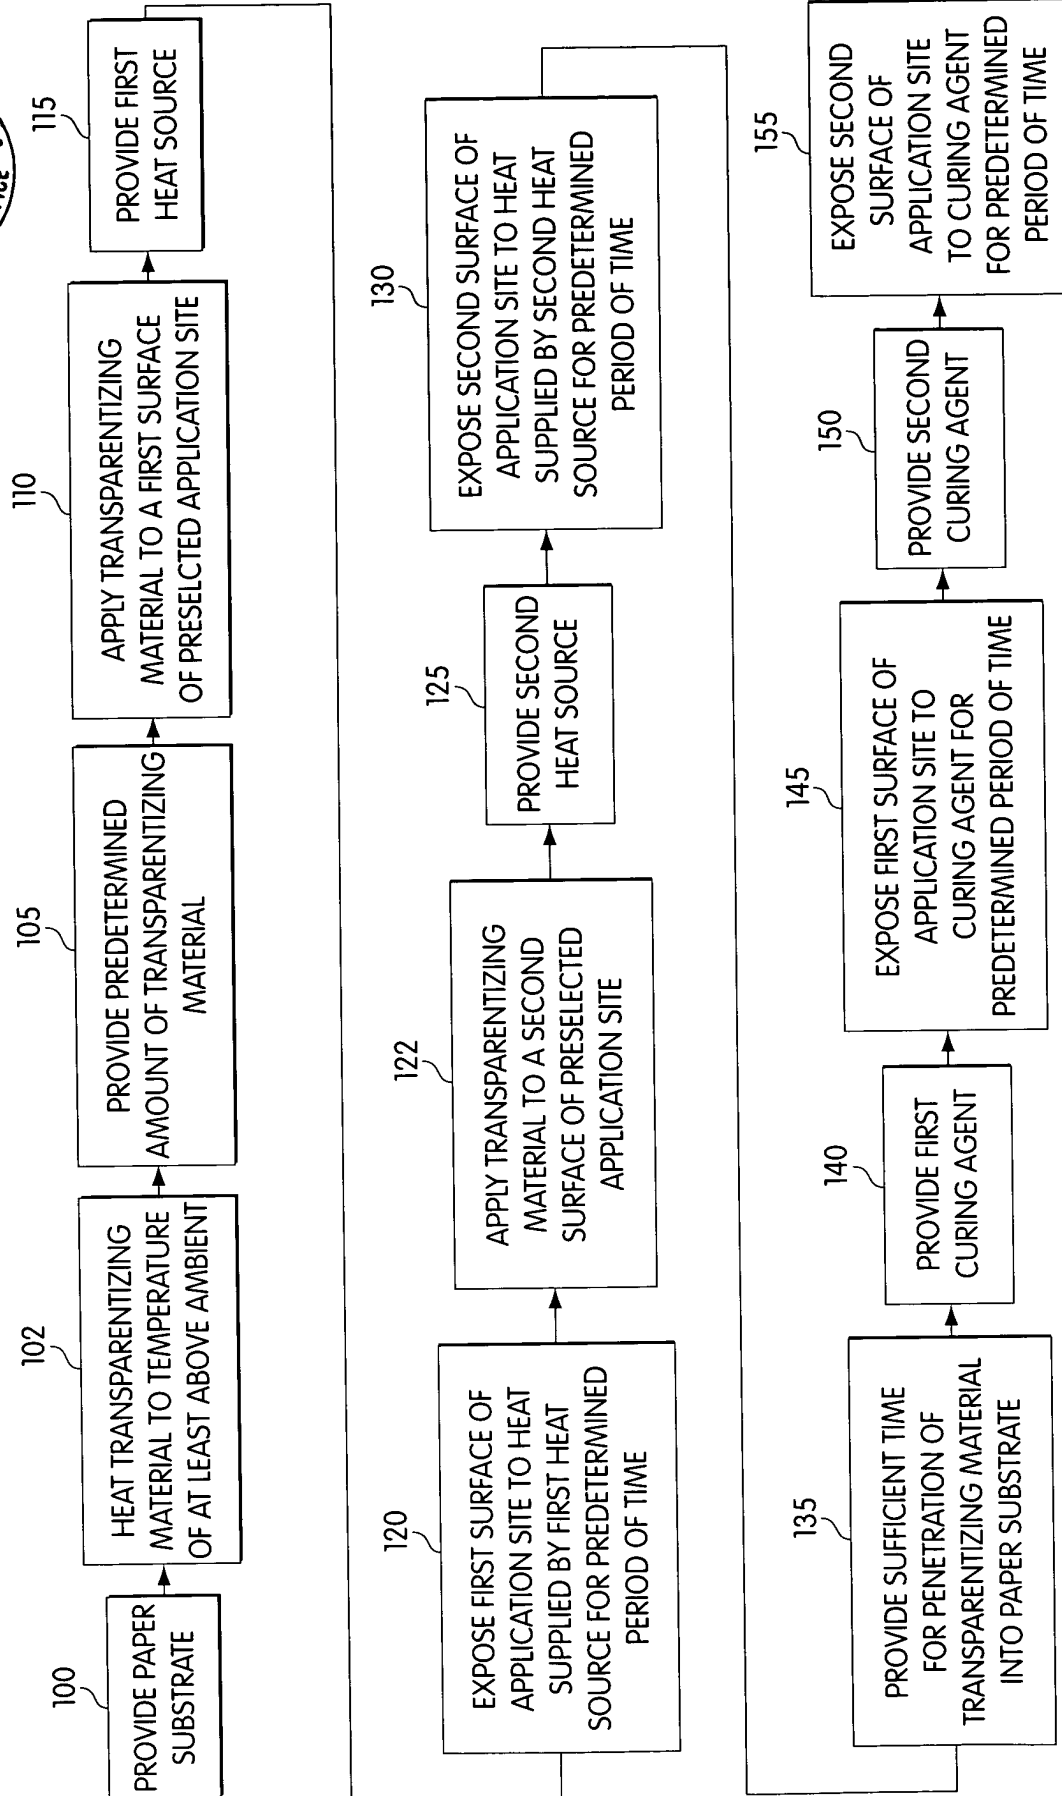 100
PROVIDE PAPER
SUBSTRATE
102
HEAT TRANSPARENTIZING
MATERIAL TO TEMPERATURE
OF AT LEAST ABOVE AMBIENT
105
PROVIDE PREDETERMINED
AMOUNT OF TRANSPARENTIZING
MATERIAL
110
APPLY TRANSPARENTIZING
MATERIAL TO A FIRST SURFACE
OF PRESELCTED APPLICATION SITE
115
PROVIDE FIRST
HEAT SOURCE
120
EXPOSE FIRST SURFACE OF
APPLICATION SITE TO HEAT
SUPPLIED BY FIRST HEAT
SOURCE FOR PREDETERMINED
PERIOD OF TIME
122
APPLY TRANSPARENTIZING
MATERIAL TO A SECOND
SURFACE OF PRESELECTED
APPLICATION SITE
125
PROVIDE SECOND
HEAT SOURCE
130
EXPOSE SECOND SURFACE OF
APPLICATION SITE TO HEAT
SUPPLIED BY SECOND HEAT
SOURCE FOR PREDETERMINED
PERIOD OF TIME
135
PROVIDE SUFFICIENT TIME
FOR PENETRATION OF
TRANSPARENTIZING MATERIAL
INTO PAPER SUBSTRATE
140
PROVIDE FIRST
CURING AGENT
145
EXPOSE FIRST SURFACE OF
APPLICATION SITE TO
CURING AGENT FOR
PREDETERMINED PERIOD OF TIME
150
PROVIDE SECOND
CURING AGENT
155
EXPOSE SECOND
SURFACE OF
APPLICATION SITE
TO CURING AGENT
FOR PREDETERMINED
PERIOD OF TIME